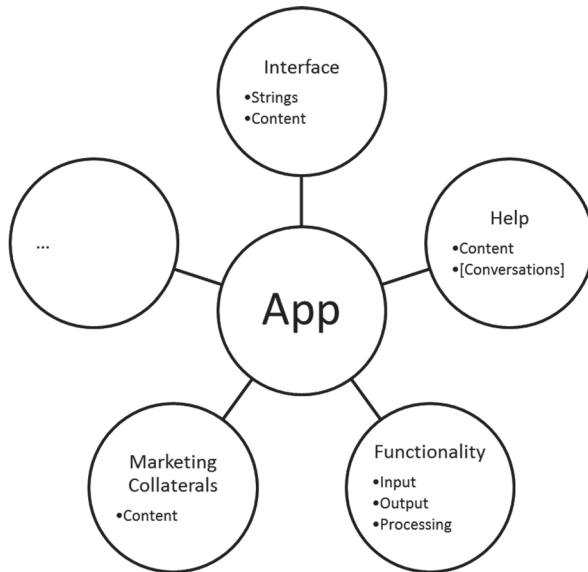 Interface
•Strings
•Content
...
Help
•Content
•[Conversations]
App
Marketing
Collaterals
•Content
Functionality
•Input
•Output
•Processing